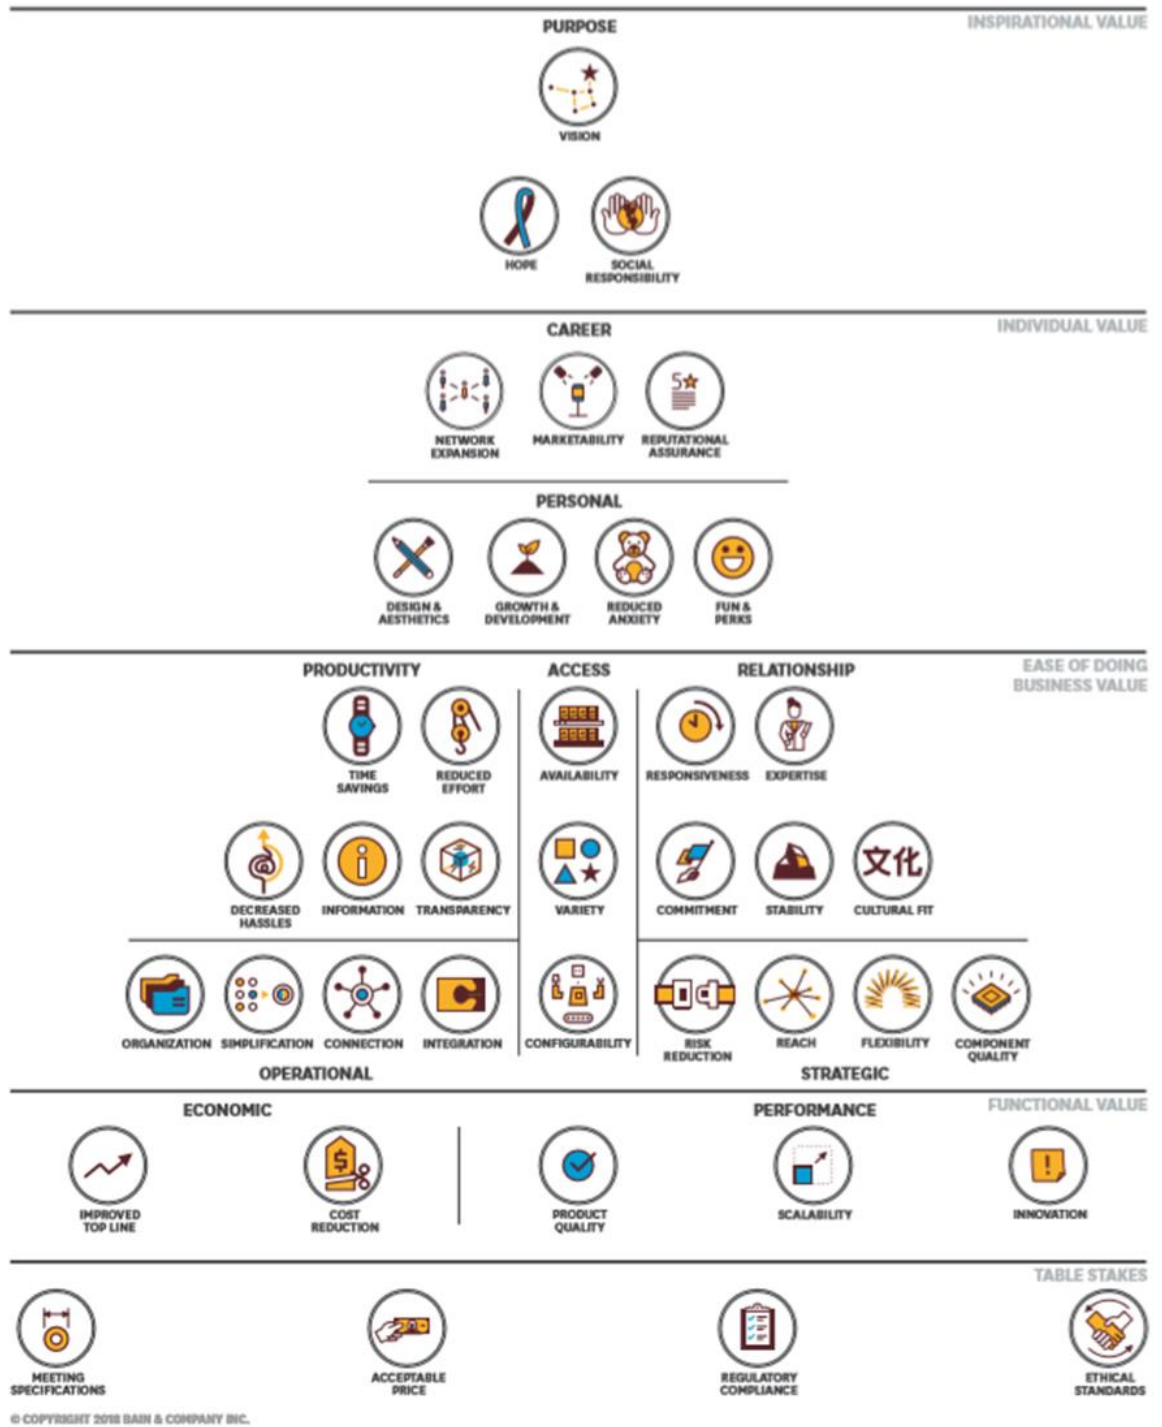 PURPOSE
INSPIRATIONAL VALUE
VISION
HOPE
SOCIAL
RESPONSIBILITY
CAREER
INDIVIDUAL VALUE
NETWORK
EXPANSION
MARKETABILITY
5
REPUTATIONAL
ASSURANCE
PERSONAL
DESIGN &
AESTHETICS
GROWTH &
DEVELOPMENT
REDUCED
ANXIETY
FUN &
PERKS
PRODUCTIVITY
ACCESS
RELATIONSHIP
EASE OF DOING
BUSINESS VALUE
TIME
SAVINGS
REDUCED
EFFORT
AVAILABILITY
RESPONSIVENESS
EXPERTISE
DECREASED
HASSLES
i
INFORMATION
TRANSPARENCY
VARIETY
COMMITMENT
STABILITY
文化
CULTURAL FIT
ORGANIZATION
SIMPLIFICATION
CONNECTION
INTEGRATION
CONFIGURABILITY
RISK
REDUCTION
REACH
FLEXIBILITY
COMPONENT
QUALITY
OPERATIONAL
STRATEGIC
ECONOMIC
PERFORMANCE
FUNCTIONAL VALUE
IMPROVED
TOP LINE
$
COST
REDUCTION
PRODUCT
QUALITY
SCALABILITY
!
INNOVATION
TABLE STAKES
MEETING
SPECIFICATIONS
ACCEPTABLE
PRICE
REGULATORY
COMPLIANCE
ETHICAL
STANDARDS
© COPYRIGHT 2018 BAIN & COMPANY INC.